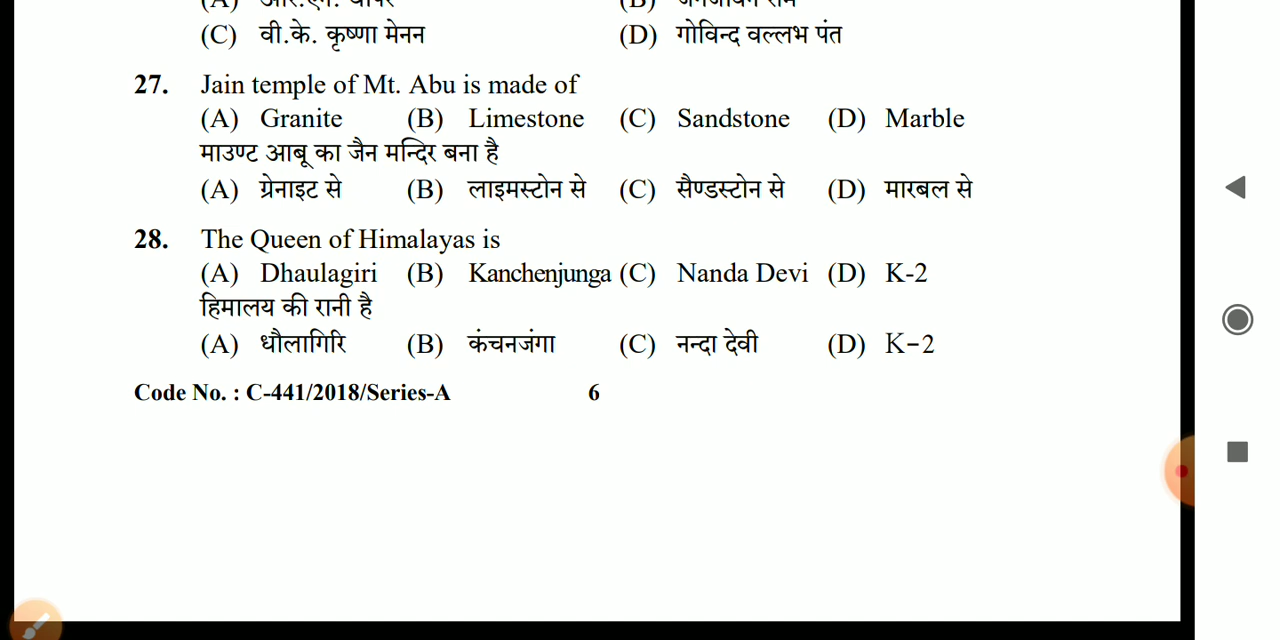 (C) वी.के. कृष्णा मेनन (D) गोविन्द वल्लभ पंत
27. Jain temple of Mt. Abu is made of
(A) Granite (B) Limestone (C) Sandstone (D) Marble
माउण्ट आबू का जैन मन्दिर बना है
(A) ग्रेनाइट से (B) लाइमस्टोन से (C) सैण्डस्टोन से (D) मारबल से
28. The Queen of Himalayas is
(A) Dhaulagiri (B) Kanchenjunga (C) Nanda Devi (D) K-2
हिमालय की रानी है
(A) धौलागिरि (B) कंचनजंगा (C) नन्दा देवी (D) K-2
Code No. : C-441/2018/Series-A 6